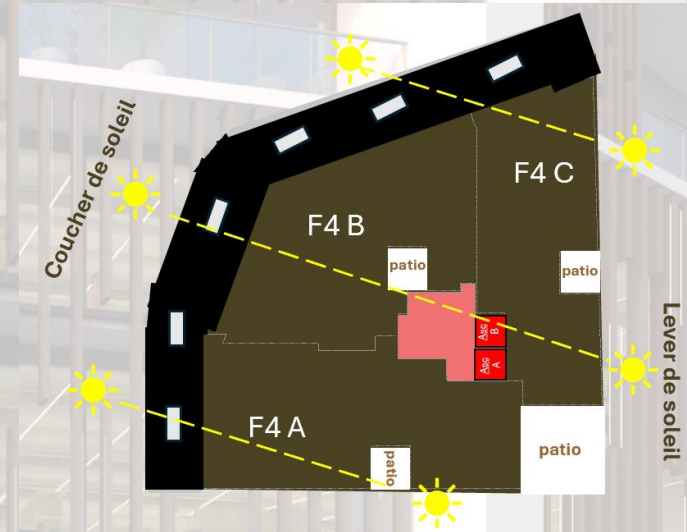 Coucher de soleil
F4 C
F4 B
patio
patio
Asc
B
Asc
A
Lever de soleil
F4 A
patio
patio